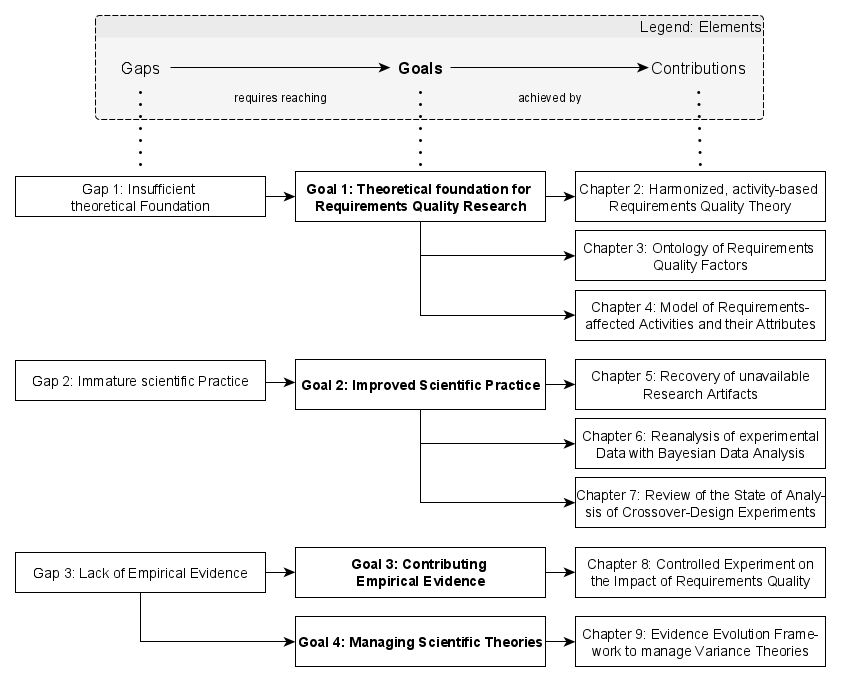 Legend: Elements
Gaps
Goals
Contributions
requires reaching
achieved by
Gap 1: Insufficient
theoretical Foundation
Goal 1: Theoretical foundation for
Requirements Quality Research
Chapter 2: Harmonized, activity-based
Requirements Quality Theory
Chapter 3: Ontology of Requirements
Quality Factors
Chapter 4: Model of Requirements-
affected Activities and their Attributes
Gap 2: Immature scientific Practice
Goal 2: Improved Scientific Practice
Chapter 5: Recovery of unavailable
Research Artifacts
Chapter 6: Reanalysis of experimental
Data with Bayesian Data Analysis
Chapter 7: Review of the State of Analy-
sis of Crossover-Design Experiments
Gap 3: Lack of Empirical Evidence
Goal 3: Contributing
Empirical Evidence
Chapter 8: Controlled Experiment on
the Impact of Requirements Quality
Goal 4: Managing Scientific Theories
Chapter 9: Evidence Evolution Frame-
work to manage Variance Theories